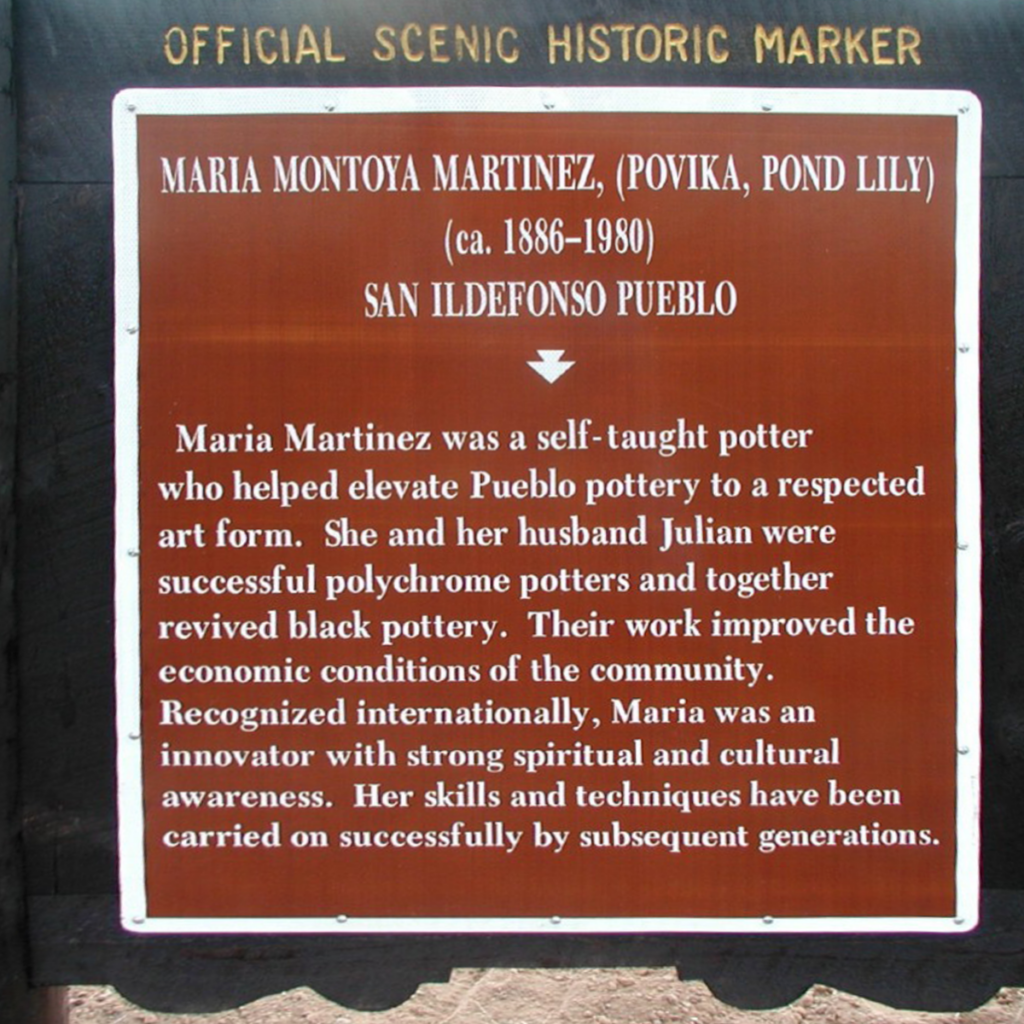 OFFICIAL SCENIC HISTORIC MARKER
MARIA MONTOYA MARTINEZ, (POVIKA, POND LILY)
(ca. 1886–1980)
SAN ILDEFONSO PUEBLO
Maria Martinez was a self-taught potter
who helped elevate Pueblo pottery to a respected
art form. She and her husband Julian were
successful polychrome potters and together
revived black pottery. Their work improved the
economic conditions of the community.
Recognized internationally, Maria was an
innovator with strong spiritual and cultural
awareness. Her skills and techniques have been
carried on successfully by subsequent generations.